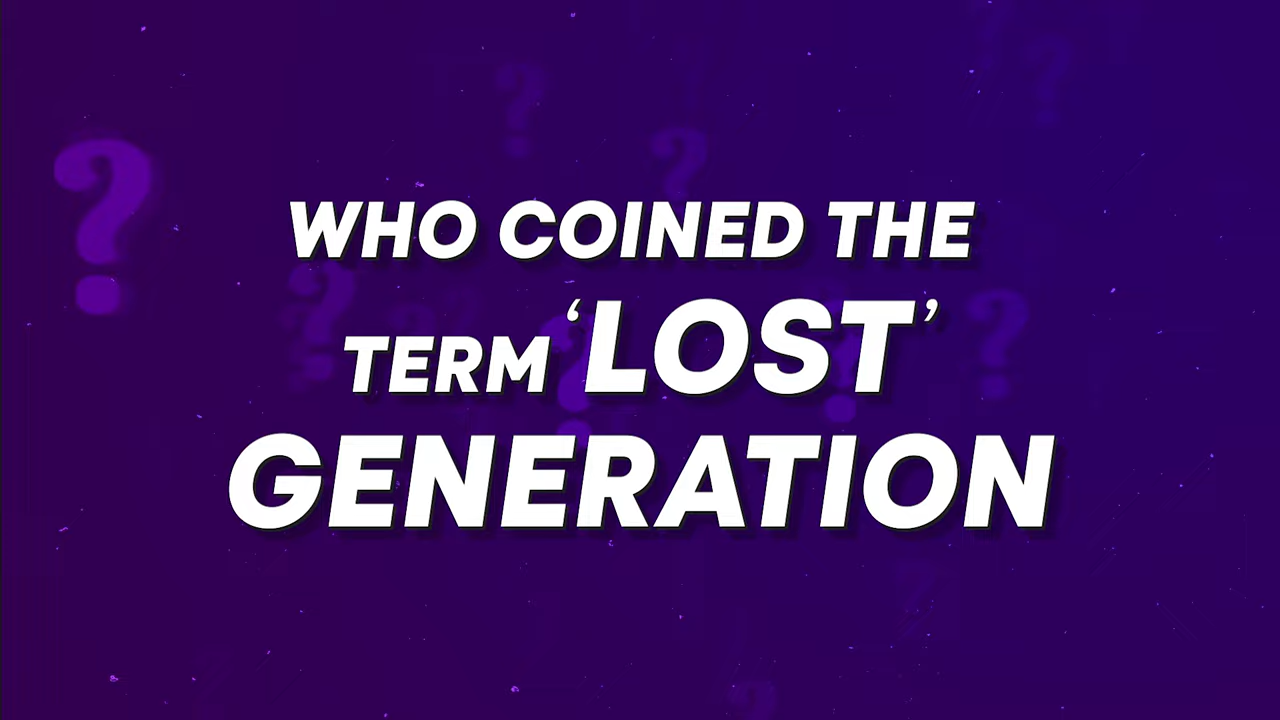 WHO COINED THE
TERM ‘LOST’
GENERATION